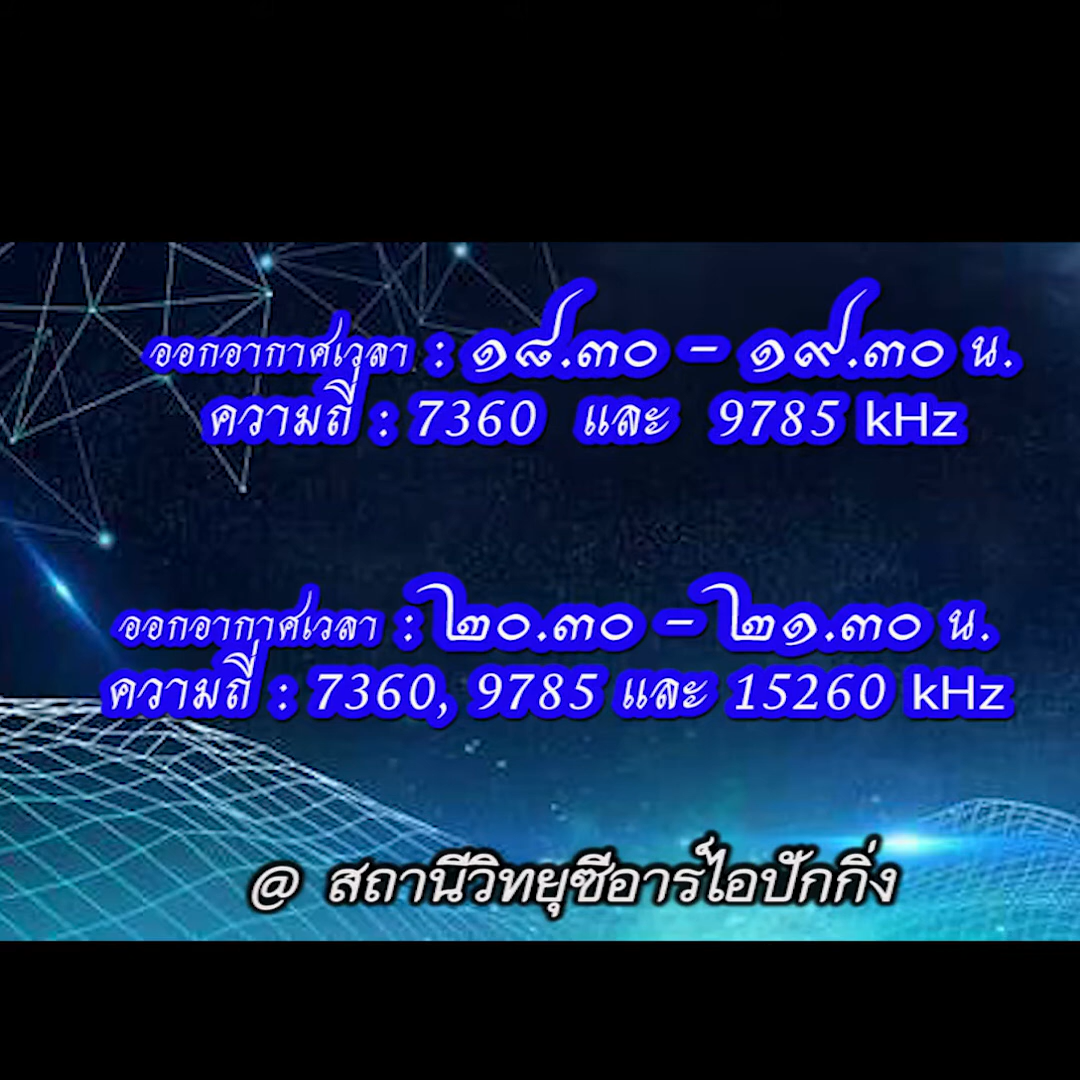 ออกอากาศเวลา : ๑๘.๓๐ - ๑๙.๓๐ น.
ความถี่ : 7360 และ 9785 kHz
ออกอากาศเวลา : ๒๐.๓๐ - ๒๑.๓๐ น.
ความถี่ : 7360, 9785 และ 15260 kHz
@ สถานีวิทยุซีอาร์ไอปักกิ่ง